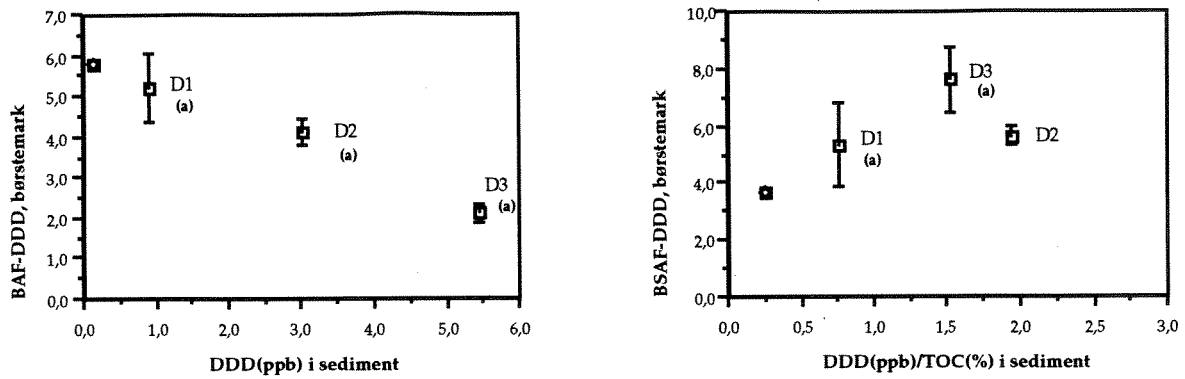 7,0
6,0
5,0
4,0
3,0
2,0
1,0
0,0
BAF-DDD, børstemark
D1
(a)
D2
(a)
D3
(a)
0,0 1,0 2,0 3,0 4,0 5,0 6,0
DDD(ppb) i sediment
10,0
8,0
6,0
4,0
2,0
0,0
BSAF-DDD, børstemark
D3
(a)
D1
(a)
D2
0,0 0,5 1,0 1,5 2,0 2,5 3,0
DDD(ppb)/TOC(%) i sediment